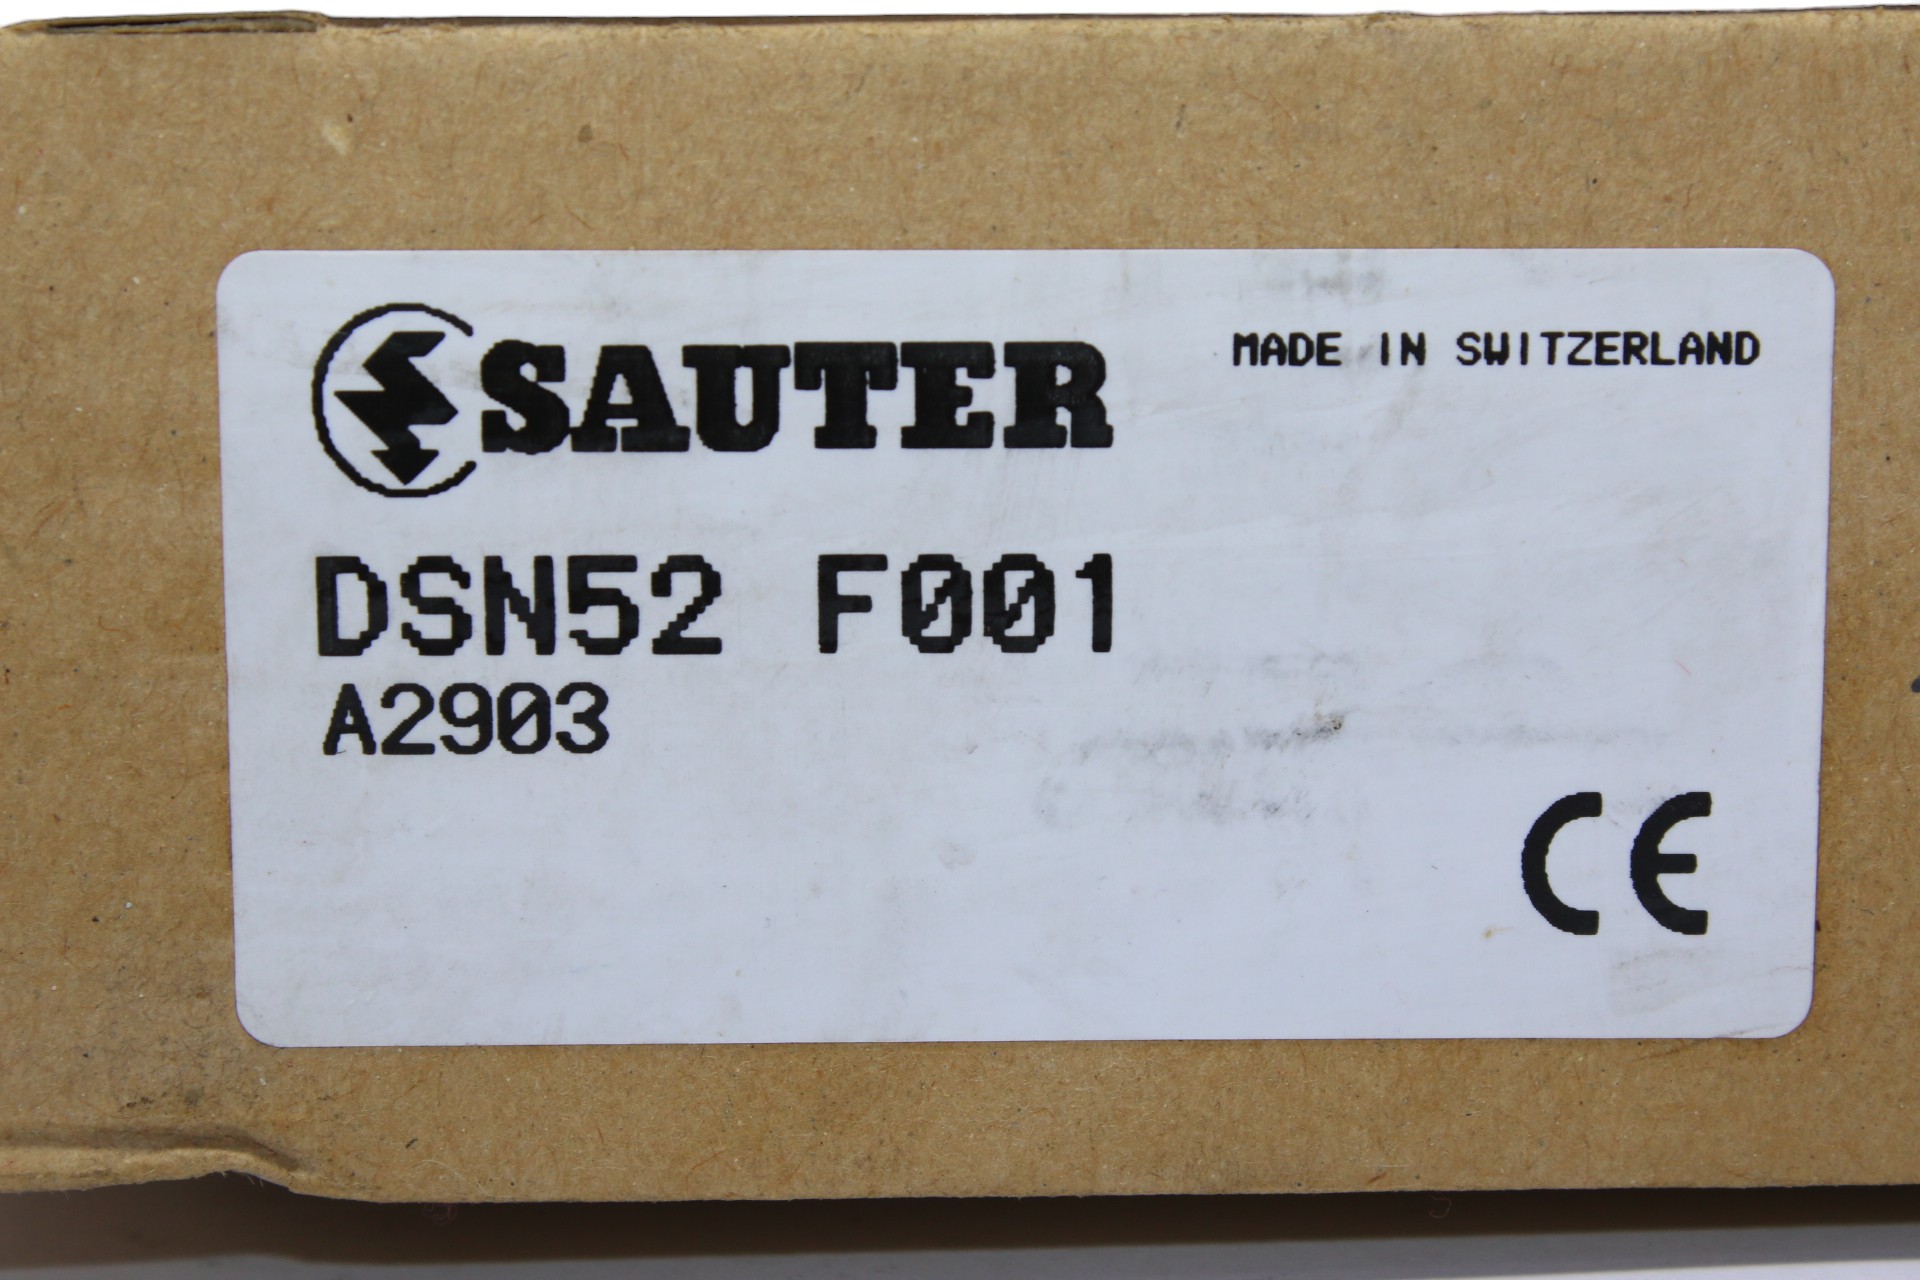 SAUTER
MADE IN SWITZERLAND
DSN52 F001
A2903
CE